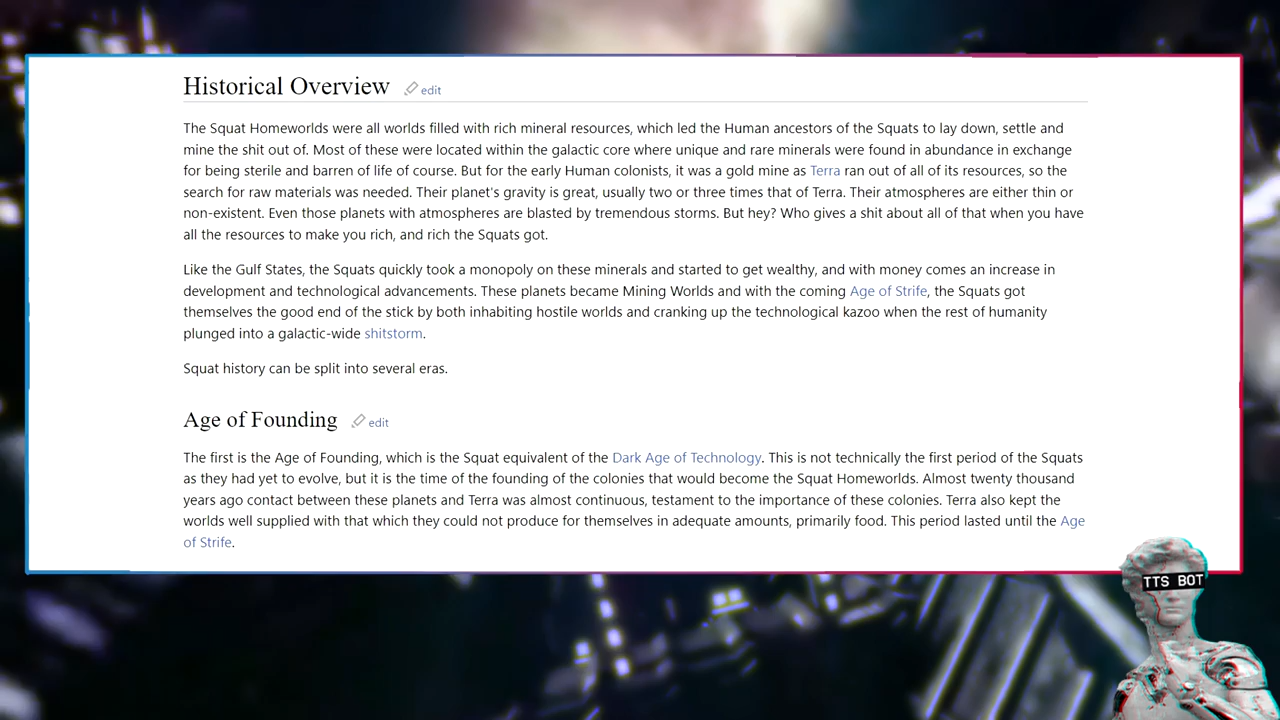 Historical Overview edit
The Squat Homeworlds were all worlds filled with rich mineral resources, which led the Human ancestors of the Squats to lay down, settle and
mine the shit out of. Most of these were located within the galactic core where unique and rare minerals were found in abundance in exchange
for being sterile and barren of life of course. But for the early Human colonists, it was a gold mine as Terra ran out of all of its resources, so the
search for raw materials was needed. Their planet's gravity is great, usually two or three times that of Terra. Their atmospheres are either thin or
non-existent. Even those planets with atmospheres are blasted by tremendous storms. But hey? Who gives a shit about all of that when you have
all the resources to make you rich, and rich the Squats got.
Like the Gulf States, the Squats quickly took a monopoly on these minerals and started to get wealthy, and with money comes an increase in
development and technological advancements. These planets became Mining Worlds and with the coming Age of Strife, the Squats got
themselves the good end of the stick by both inhabiting hostile worlds and cranking up the technological kazoo when the rest of humanity
plunged into a galactic-wide shitstorm.
Squat history can be split into several eras.
Age of Founding edit
The first is the Age of Founding, which is the Squat equivalent of the Dark Age of Technology. This is not technically the first period of the Squats
as they had yet to evolve, but it is the time of the founding of the colonies that would become the Squat Homeworlds. Almost twenty thousand
years ago contact between these planets and Terra was almost continuous, testament to the importance of these colonies. Terra also kept the
worlds well supplied with that which they could not produce for themselves in adequate amounts, primarily food. This period lasted until the Age
of Strife.
TTS BOT